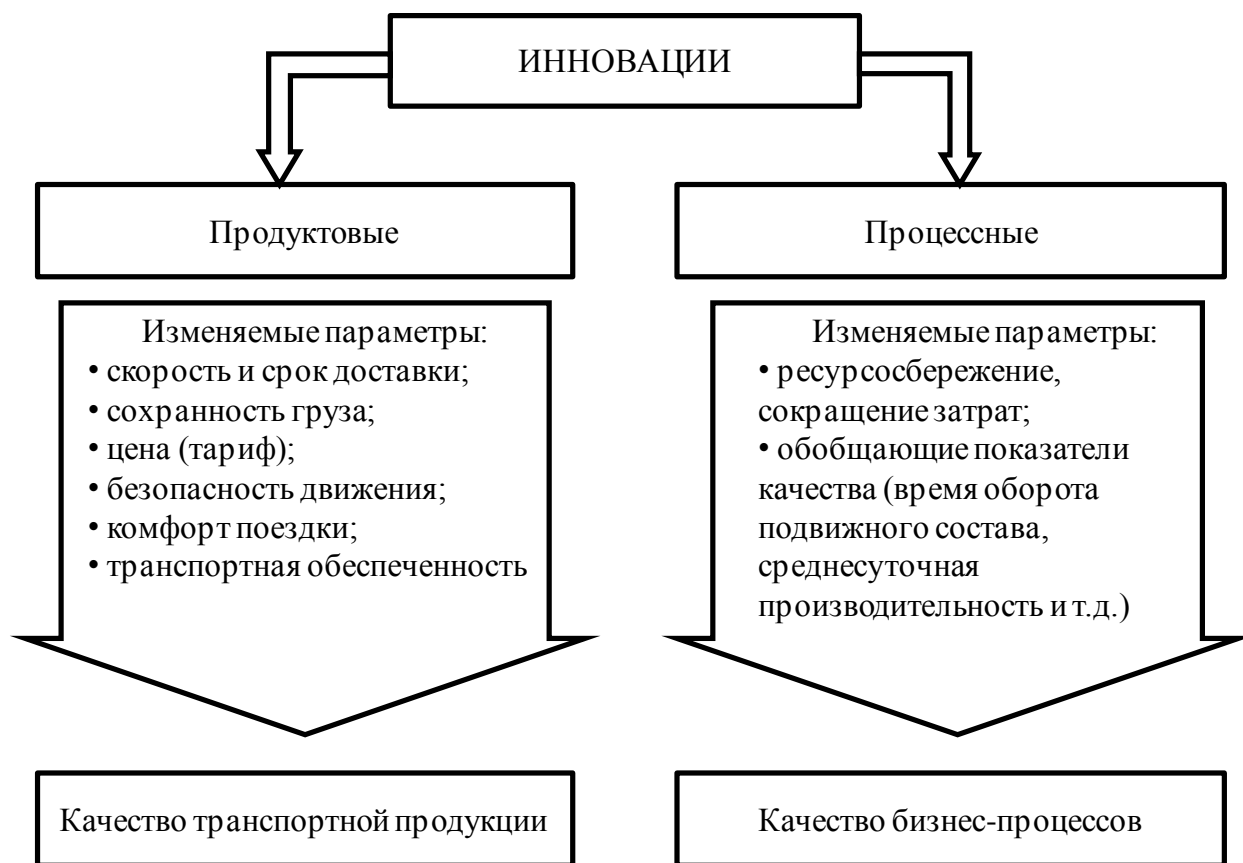 ИННОВАЦИИ
Продуктовые
Процессные
Изменяемые параметры:
• скорость и срок доставки;
• сохранность груза;
• цена (тариф);
• безопасность движения;
• комфорт поездки;
• транспортная обеспеченность
Изменяемые параметры:
• ресурсосбережение,
сокращение затрат;
• обобщающие показатели
качества (время оборота
подвижного состава,
среднесуточная
производительность и т.д.)
Качество транспортной продукции
Качество бизнес-процессов